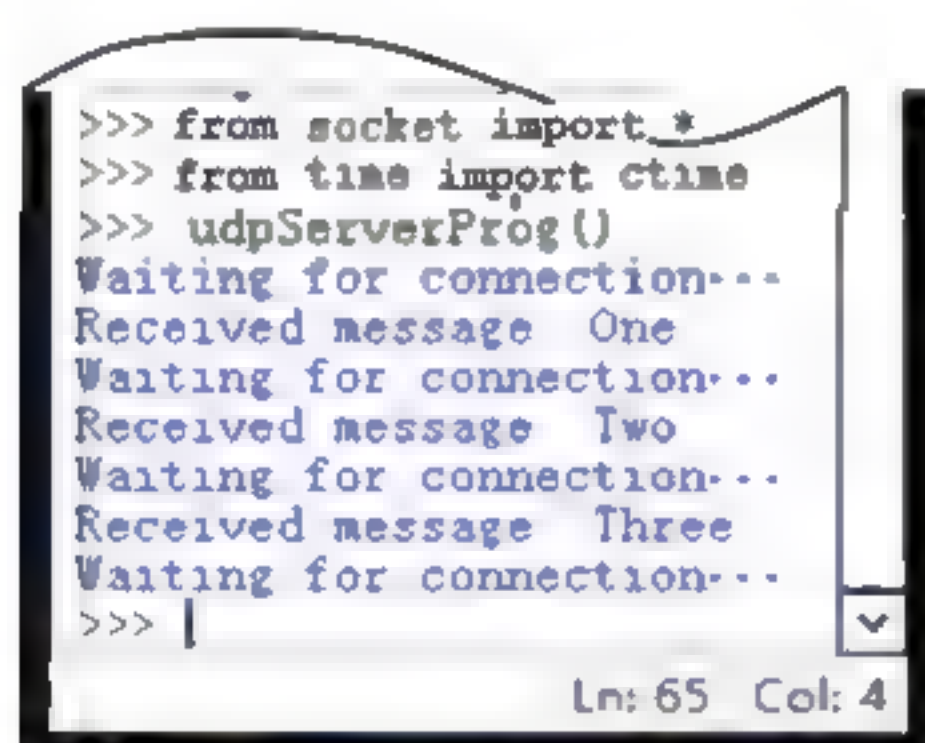 >>> from socket import *
>>> from time import ctime
>>> udpServerProg()
Waiting for connection...
Received message One
Waiting for connection...
Received message Two
Waiting for connection...
Received message Three
Waiting for connection...
>>>
Ln: 65 Col: 4